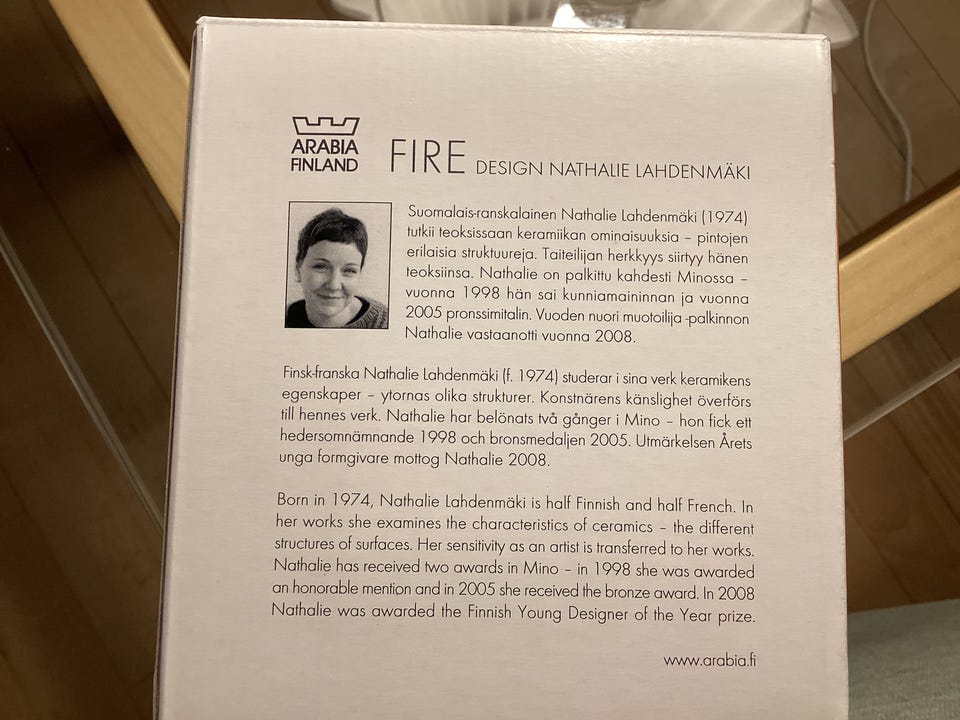 ARABIA
FINLAND
FIRE DESIGN NATHALIE LAHDENMÄKI
Suomalais-ranskalainen Nathalie Lahdenmäki (1974)
tutkii teoksissaan keramiikan ominaisuuksia – pintojen
erilaisia struktuureja. Taiteilijan herkkyys siirtyy hänen
teoksiinsa. Nathalie on palkittu kahdesti Minossa –
vuonna 1998 hän sai kunniamaininnan ja vuonna
2005 pronssimitalin. Vuoden nuori muotoilija -palkinnon
Nathalie vastaanotti vuonna 2008.
Finsk-franska Nathalie Lahdenmäki (f. 1974) studerar i sina verk keramikens
egenskaper – ytornas olika strukturer. Konstnärens känslighet överförs
till hennes verk. Nathalie har belönats två gånger i Mino – hon fick ett
hedersomnämnande 1998 och bronsmedaljen 2005. Utmärkelsen Årets
unga formgivare mottog Nathalie 2008.
Born in 1974, Nathalie Lahdenmäki is half Finnish and half French. In
her works she examines the characteristics of ceramics – the different
structures of surfaces. Her sensitivity as an artist is transferred to her works.
Nathalie has received two awards in Mino – in 1998 she was awarded
an honorable mention and in 2005 she received the bronze award. In 2008
Nathalie was awarded the Finnish Young Designer of the Year prize.
www.arabia.fi